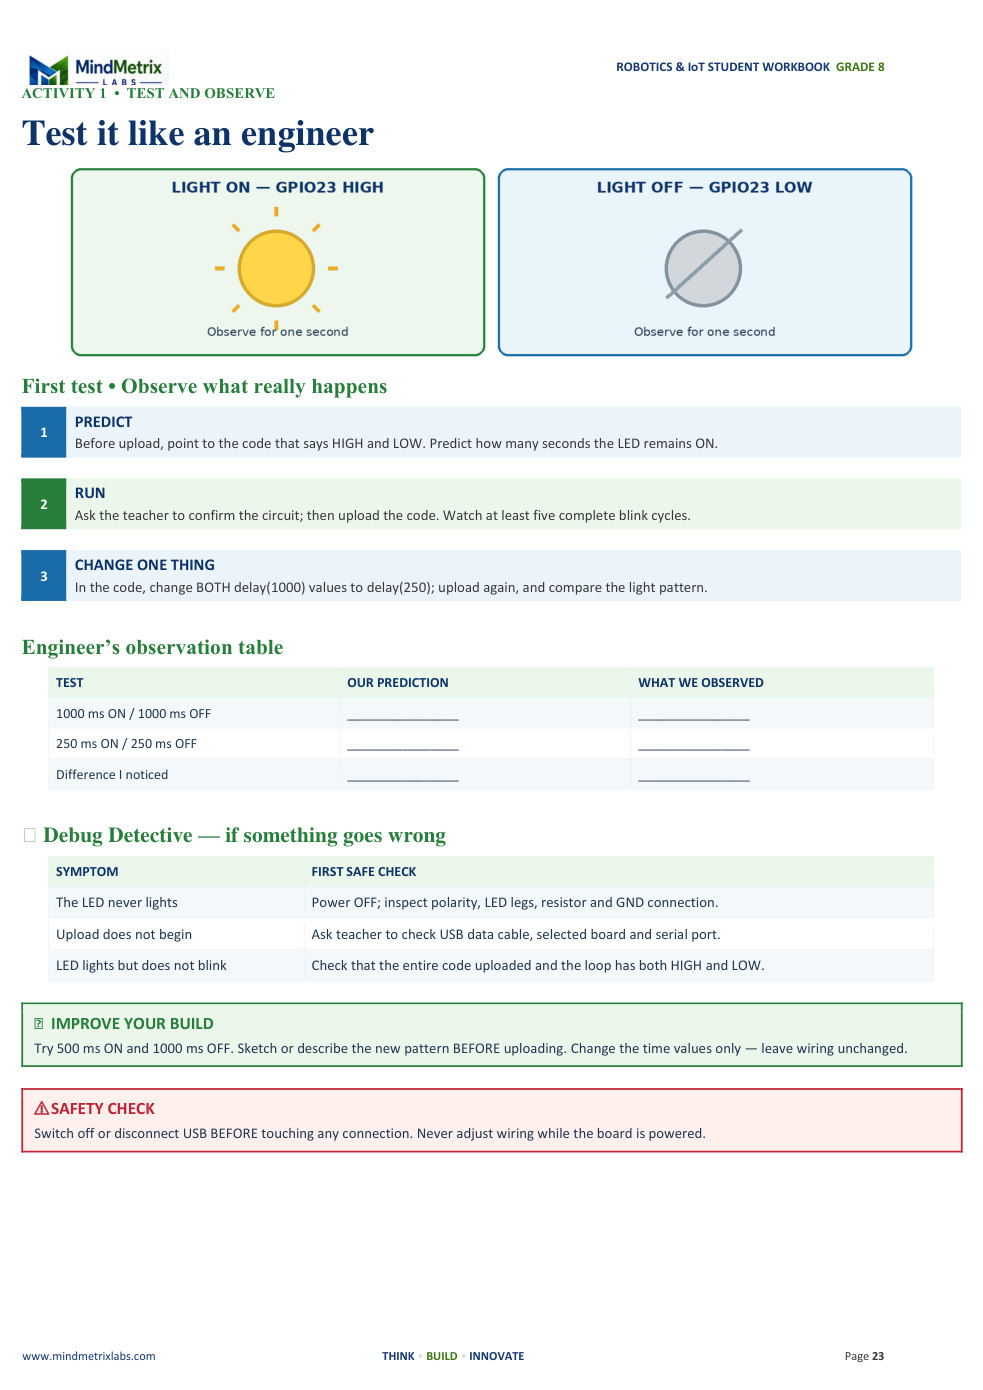 MindMetrix
LABS
ROBOTICS & IoT STUDENT WORKBOOK GRADE 8
ACTIVITY 1 • TEST AND OBSERVE
Test it like an engineer
LIGHT ON — GPIO23 HIGH
Observe for one second
LIGHT OFF — GPIO23 LOW
Observe for one second
First test • Observe what really happens
1
PREDICT
Before upload, point to the code that says HIGH and LOW. Predict how many seconds the LED remains ON.
2
RUN
Ask the teacher to confirm the circuit; then upload the code. Watch at least five complete blink cycles.
3
CHANGE ONE THING
In the code, change BOTH delay(1000) values to delay(250); upload again, and compare the light pattern.
Engineer’s observation table
TEST OUR PREDICTION WHAT WE OBSERVED
1000 ms ON / 1000 ms OFF ________________ ________________
250 ms ON / 250 ms OFF ________________ ________________
Difference I noticed ________________ ________________
Debug Detective — if something goes wrong
SYMPTOM FIRST SAFE CHECK
The LED never lights Power OFF; inspect polarity, LED legs, resistor and GND connection.
Upload does not begin Ask teacher to check USB data cable, selected board and serial port.
LED lights but does not blink Check that the entire code uploaded and the loop has both HIGH and LOW.
IMPROVE YOUR BUILD
Try 500 ms ON and 1000 ms OFF. Sketch or describe the new pattern BEFORE uploading. Change the time values only — leave wiring unchanged.
⚠SAFETY CHECK
Switch off or disconnect USB BEFORE touching any connection. Never adjust wiring while the board is powered.
www.mindmetrixlabs.com THINK • BUILD • INNOVATE Page 23